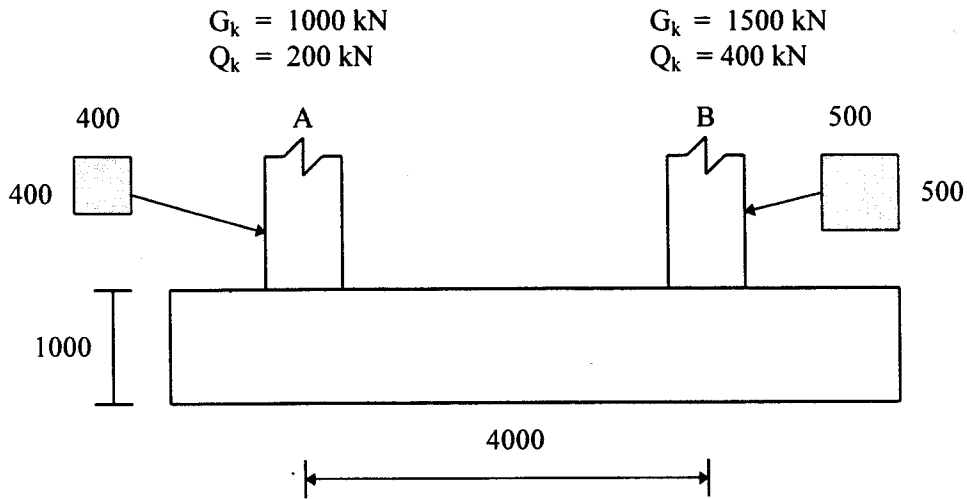 G_k = 1000 kN
Q_k = 200 kN
G_k = 1500 kN
Q_k = 400 kN
400
A
B
500
400
500
1000
4000